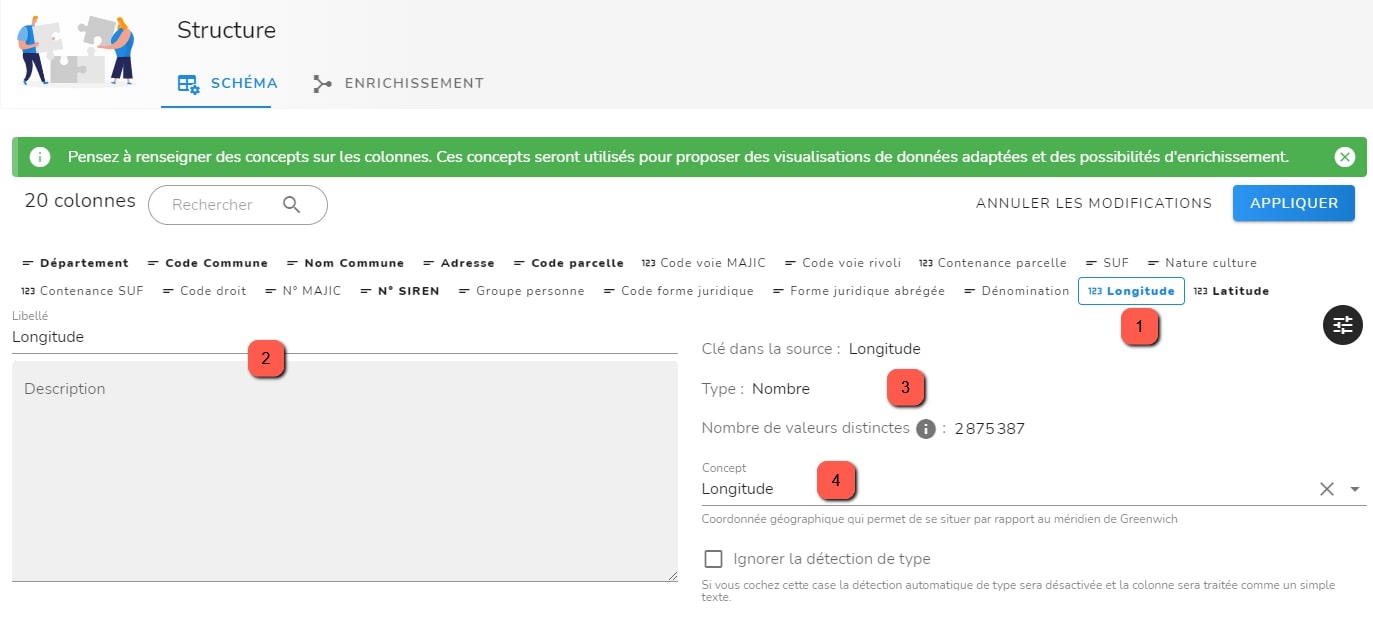 Structure
SCHÉMA ENRICHISSEMENT
Pensez à renseigner des concepts sur les colonnes. Ces concepts seront utilisés pour proposer des visualisations de données adaptées et des possibilités d'enrichissement.
20 colonnes Rechercher ANNULER LES MODIFICATIONS APPLIQUER
Département Code Commune Nom Commune Adresse Code parcelle 123 Code voie MAJIC Code voie rivoli 123 Contenance parcelle SUF Nature culture
123 Contenance SUF Code droit N° MAJIC N° SIREN Groupe personne Code forme juridique Forme juridique abrégée Dénomination 123 Longitude 123 Latitude
Libellé
Longitude
2
Description
1
Clé dans la source : Longitude
Type : Nombre
3
Nombre de valeurs distinctes i : 2 875 387
Concept
Longitude
4
Coordonnée géographique qui permet de se situer par rapport au méridien de Greenwich
Ignorer la détection de type
Si vous cochez cette case la détection automatique de type sera désactivée et la colonne sera traitée comme un simple
texte.